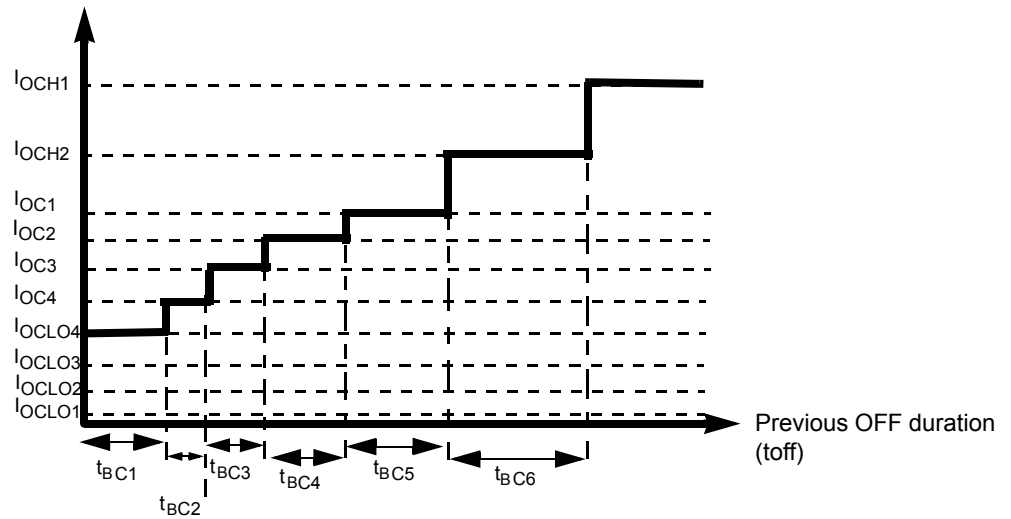 IOCH1
IOCH2
IOC1
IOC2
IOC3
IOC4
IOCLO4
IOCLO3
IOCLO2
IOCLO1
Previous OFF duration
(toff)
tBC1
tBC2
tBC3
tBC4
tBC5
tBC6